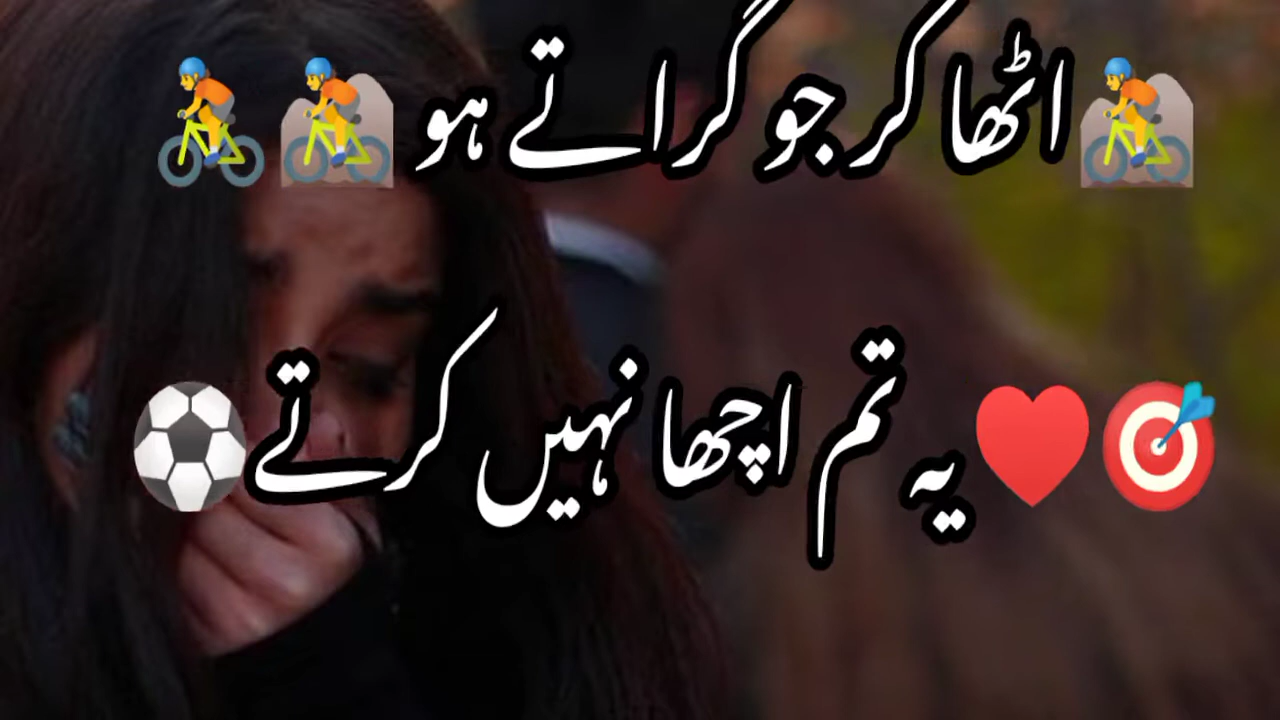 اٹھا کر جو گراتے ہو
یہ تم اچھا نہیں کرتے